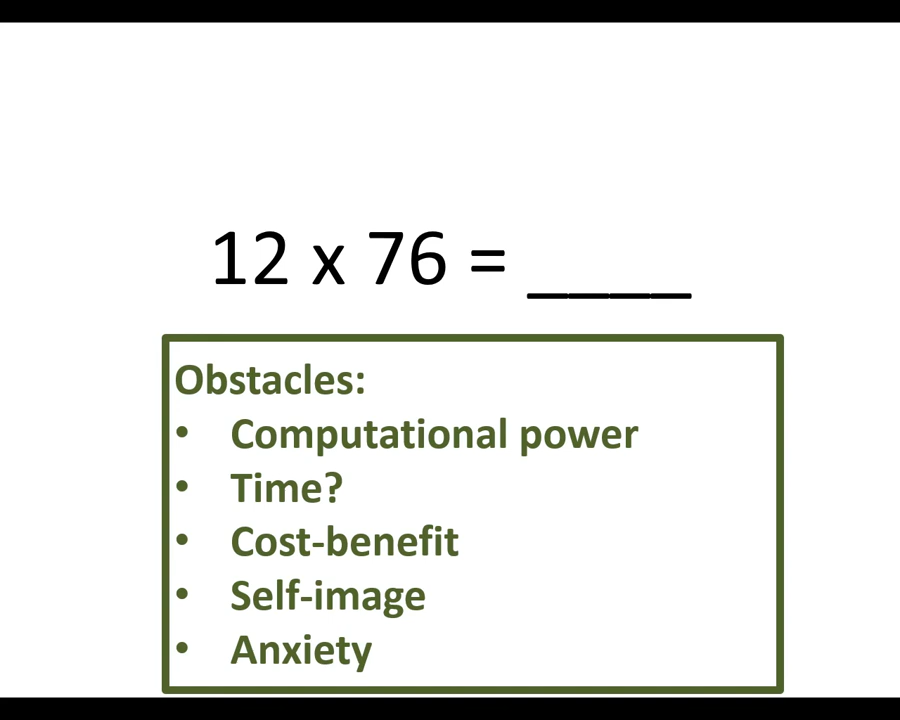 12 x 76 = ____
Obstacles:
• Computational power
• Time?
• Cost-benefit
• Self-image
• Anxiety